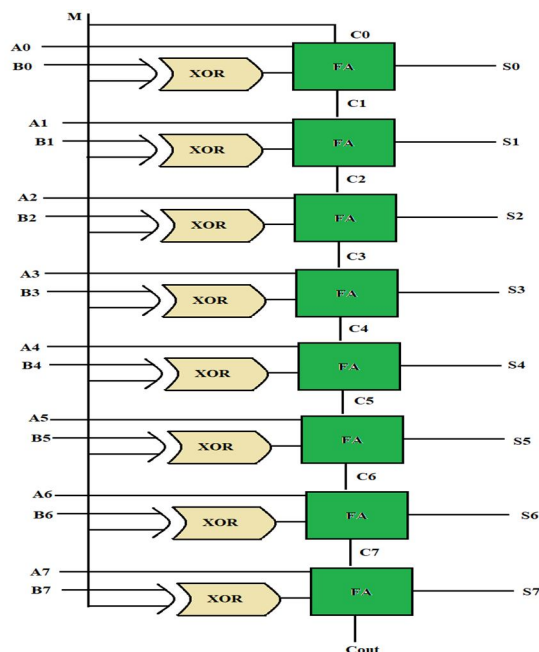 M
C0
A0
B0 XOR FA S0
C1
A1
B1 XOR FA S1
C2
A2
B2 XOR FA S2
C3
A3
B3 XOR FA S3
C4
A4
B4 XOR FA S4
C5
A5
B5 XOR FA S5
C6
A6
B6 XOR FA S6
C7
A7
B7 XOR FA S7
Cout